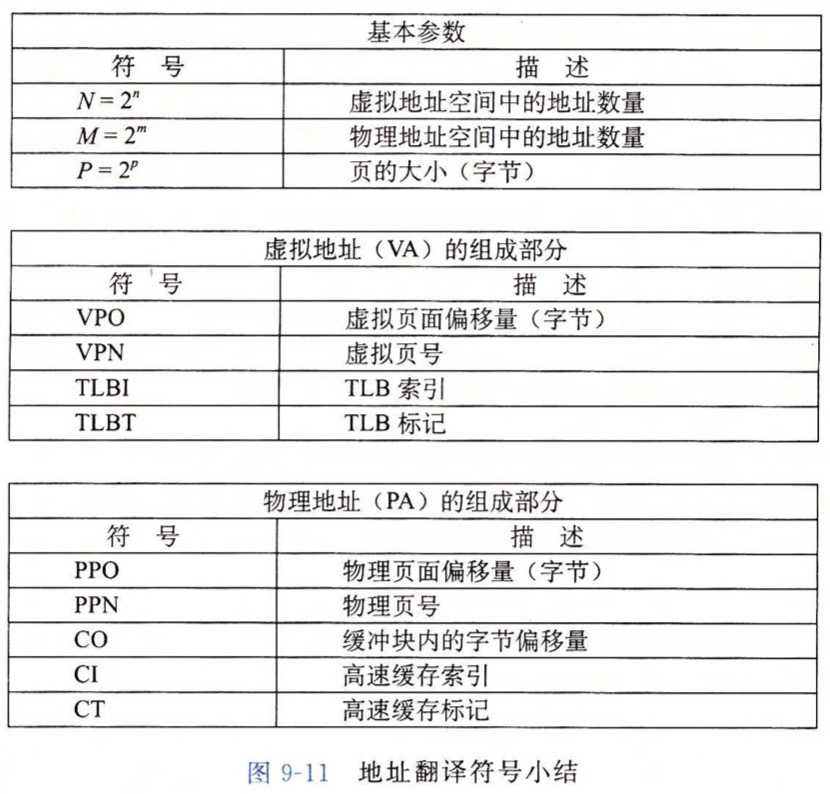 基本参数
符 号 描 述
N = 2ⁿ 虚拟地址空间中的地址数量
M = 2ᵐ 物理地址空间中的地址数量
P = 2ᵖ 页的大小（字节）
虚拟地址（VA）的组成部分
符 号 描 述
VPO 虚拟页面偏移量（字节）
VPN 虚拟页号
TLBI TLB 索引
TLBT TLB 标记
物理地址（PA）的组成部分
符 号 描 述
PPO 物理页面偏移量（字节）
PPN 物理页号
CO 缓冲块内的字节偏移量
CI 高速缓存索引
CT 高速缓存标记
图 9-11 地址翻译符号小结